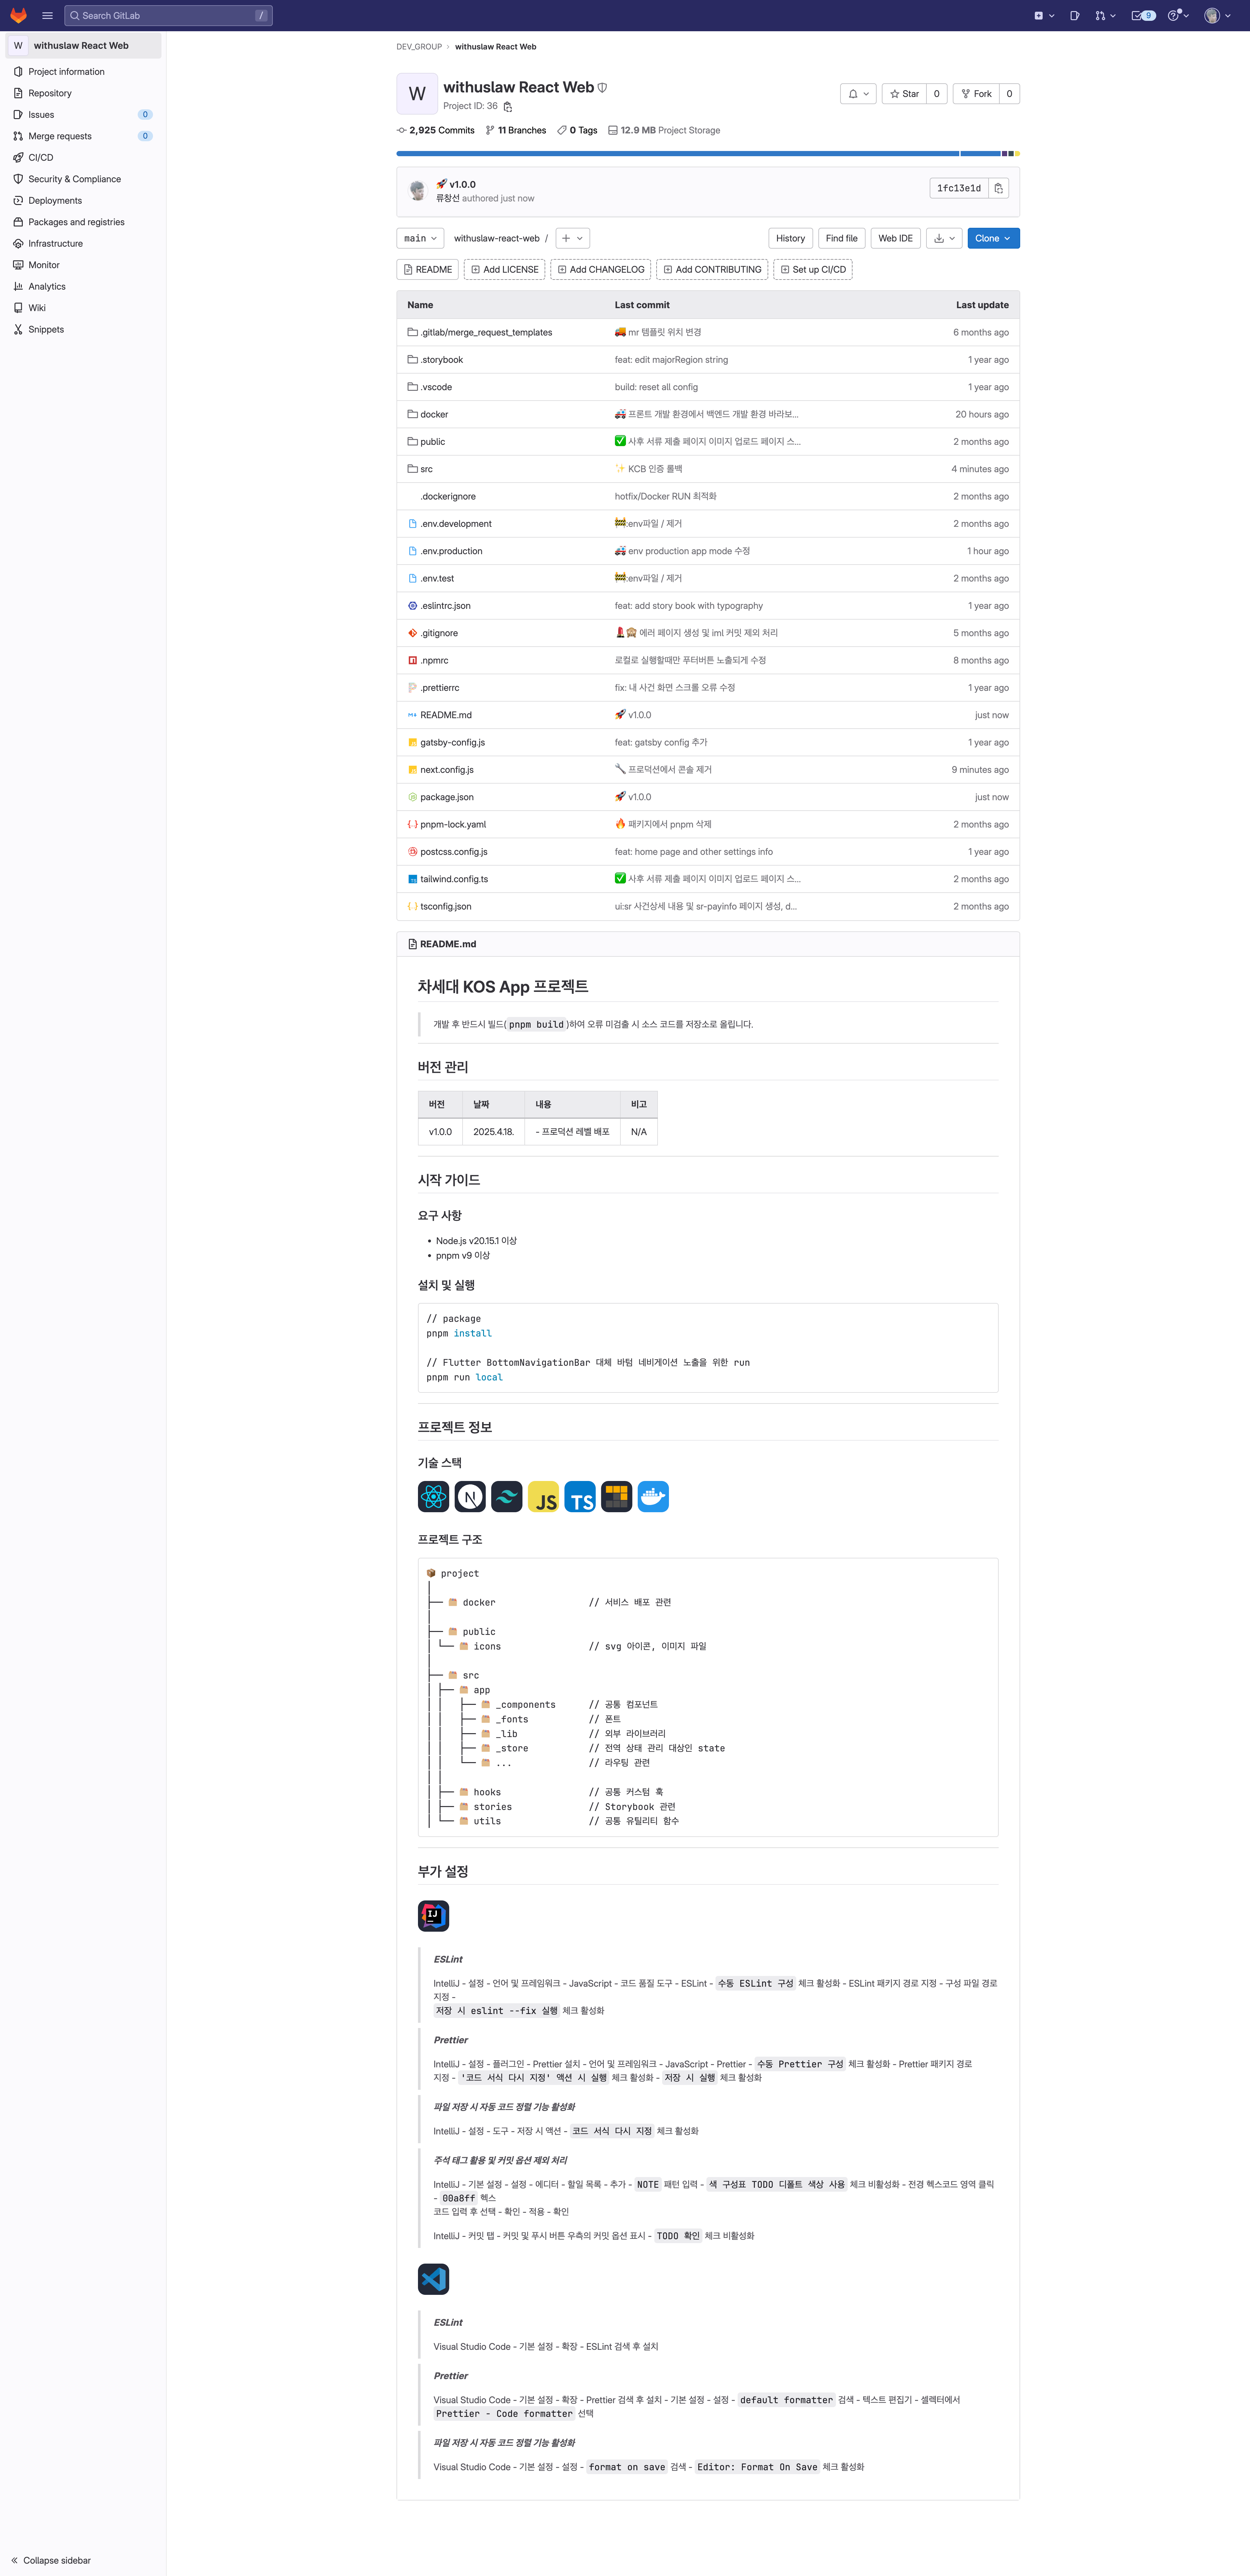 Search GitLab /
9
W withuslaw React Web
Project information
Repository
Issues 0
Merge requests 0
CI/CD
Security & Compliance
Deployments
Packages and registries
Infrastructure
Monitor
Analytics
Wiki
Snippets
Collapse sidebar
DEV_GROUP › withuslaw React Web
W
withuslaw React Web
Project ID: 36
Star 0 Fork 0
2,925 Commits 11 Branches 0 Tags 12.9 MB Project Storage
🚀 v1.0.0
류창선 authored just now
1fc13e1d
main withuslaw-react-web / + History Find file Web IDE Clone
README Add LICENSE Add CHANGELOG Add CONTRIBUTING Set up CI/CD
Name Last commit Last update
.gitlab/merge_request_templates 🚚 mr 템플릿 위치 변경 6 months ago
.storybook feat: edit majorRegion string 1 year ago
.vscode build: reset all config 1 year ago
docker 🚑 프론트 개발 환경에서 백엔드 개발 환경 바라보... 20 hours ago
public ✅ 사후 서류 제출 페이지 이미지 업로드 페이지 스... 2 months ago
src ✨ KCB 인증 롤백 4 minutes ago
.dockerignore hotfix/Docker RUN 최적화 2 months ago
.env.development 🚧env파일 / 제거 2 months ago
.env.production 🚑 env production app mode 수정 1 hour ago
.env.test 🚧env파일 / 제거 2 months ago
.eslintrc.json feat: add story book with typography 1 year ago
.gitignore 💄🙈 에러 페이지 생성 및 iml 커밋 제외 처리 5 months ago
.npmrc 로컬로 실행할때만 푸터버튼 노출되게 수정 8 months ago
.prettierrc fix: 내 사건 화면 스크롤 오류 수정 1 year ago
README.md 🚀 v1.0.0 just now
gatsby-config.js feat: gatsby config 추가 1 year ago
next.config.js 🔧 프로덕션에서 콘솔 제거 9 minutes ago
package.json 🚀 v1.0.0 just now
pnpm-lock.yaml 🔥 패키지에서 pnpm 삭제 2 months ago
postcss.config.js feat: home page and other settings info 1 year ago
tailwind.config.ts ✅ 사후 서류 제출 페이지 이미지 업로드 페이지 스... 2 months ago
tsconfig.json ui:sr 사건상세 내용 및 sr-payinfo 페이지 생성, d... 2 months ago
README.md
차세대 KOS App 프로젝트
개발 후 반드시 빌드(pnpm build)하여 오류 미검출 시 소스 코드를 저장소로 올립니다.
버전 관리
버전 날짜 내용 비고
v1.0.0 2025.4.18. - 프로덕션 레벨 배포 N/A
시작 가이드
요구 사항
• Node.js v20.15.1 이상
• pnpm v9 이상
설치 및 실행
// package
pnpm install
// Flutter BottomNavigationBar 대체 바텀 네비게이션 노출을 위한 run
pnpm run local
프로젝트 정보
기술 스택
N JS TS
프로젝트 구조
📦 project
│
├── docker // 서비스 배포 관련
│
├── public
│ └── icons // svg 아이콘, 이미지 파일
│
├── src
│ ├── app
│ │ ├── _components // 공통 컴포넌트
│ │ ├── _fonts // 폰트
│ │ ├── _lib // 외부 라이브러리
│ │ ├── _store // 전역 상태 관리 대상인 state
│ │ └── ... // 라우팅 관련
│ │
│ ├── hooks // 공통 커스텀 훅
│ ├── stories // Storybook 관련
│ └── utils // 공통 유틸리티 함수
부가 설정
IJ
ESLint
IntelliJ - 설정 - 언어 및 프레임워크 - JavaScript - 코드 품질 도구 - ESLint - 수동 ESLint 구성 체크 활성화 - ESLint 패키지 경로 지정 - 구성 파일 경로
지정 -
저장 시 eslint --fix 실행 체크 활성화
Prettier
IntelliJ - 설정 - 플러그인 - Prettier 설치 - 언어 및 프레임워크 - JavaScript - Prettier - 수동 Prettier 구성 체크 활성화 - Prettier 패키지 경로
지정 - '코드 서식 다시 지정' 액션 시 실행 체크 활성화 - 저장 시 실행 체크 활성화
파일 저장 시 자동 코드 정렬 기능 활성화
IntelliJ - 설정 - 도구 - 저장 시 액션 - 코드 서식 다시 지정 체크 활성화
주석 태그 활용 및 커밋 옵션 제외 처리
IntelliJ - 기본 설정 - 설정 - 에디터 - 할일 목록 - 추가 - NOTE 패턴 입력 - 색 구성표 TODO 디폴트 색상 사용 체크 비활성화 - 전경 헥스코드 영역 클릭
- 00a8ff 헥스
코드 입력 후 선택 - 확인 - 적용 - 확인
IntelliJ - 커밋 탭 - 커밋 및 푸시 버튼 우측의 커밋 옵션 표시 - TODO 확인 체크 비활성화
ESLint
Visual Studio Code - 기본 설정 - 확장 - ESLint 검색 후 설치
Prettier
Visual Studio Code - 기본 설정 - 확장 - Prettier 검색 후 설치 - 기본 설정 - 설정 - default formatter 검색 - 텍스트 편집기 - 셀렉터에서
Prettier - Code formatter 선택
파일 저장 시 자동 코드 정렬 기능 활성화
Visual Studio Code - 기본 설정 - 설정 - format on save 검색 - Editor: Format On Save 체크 활성화